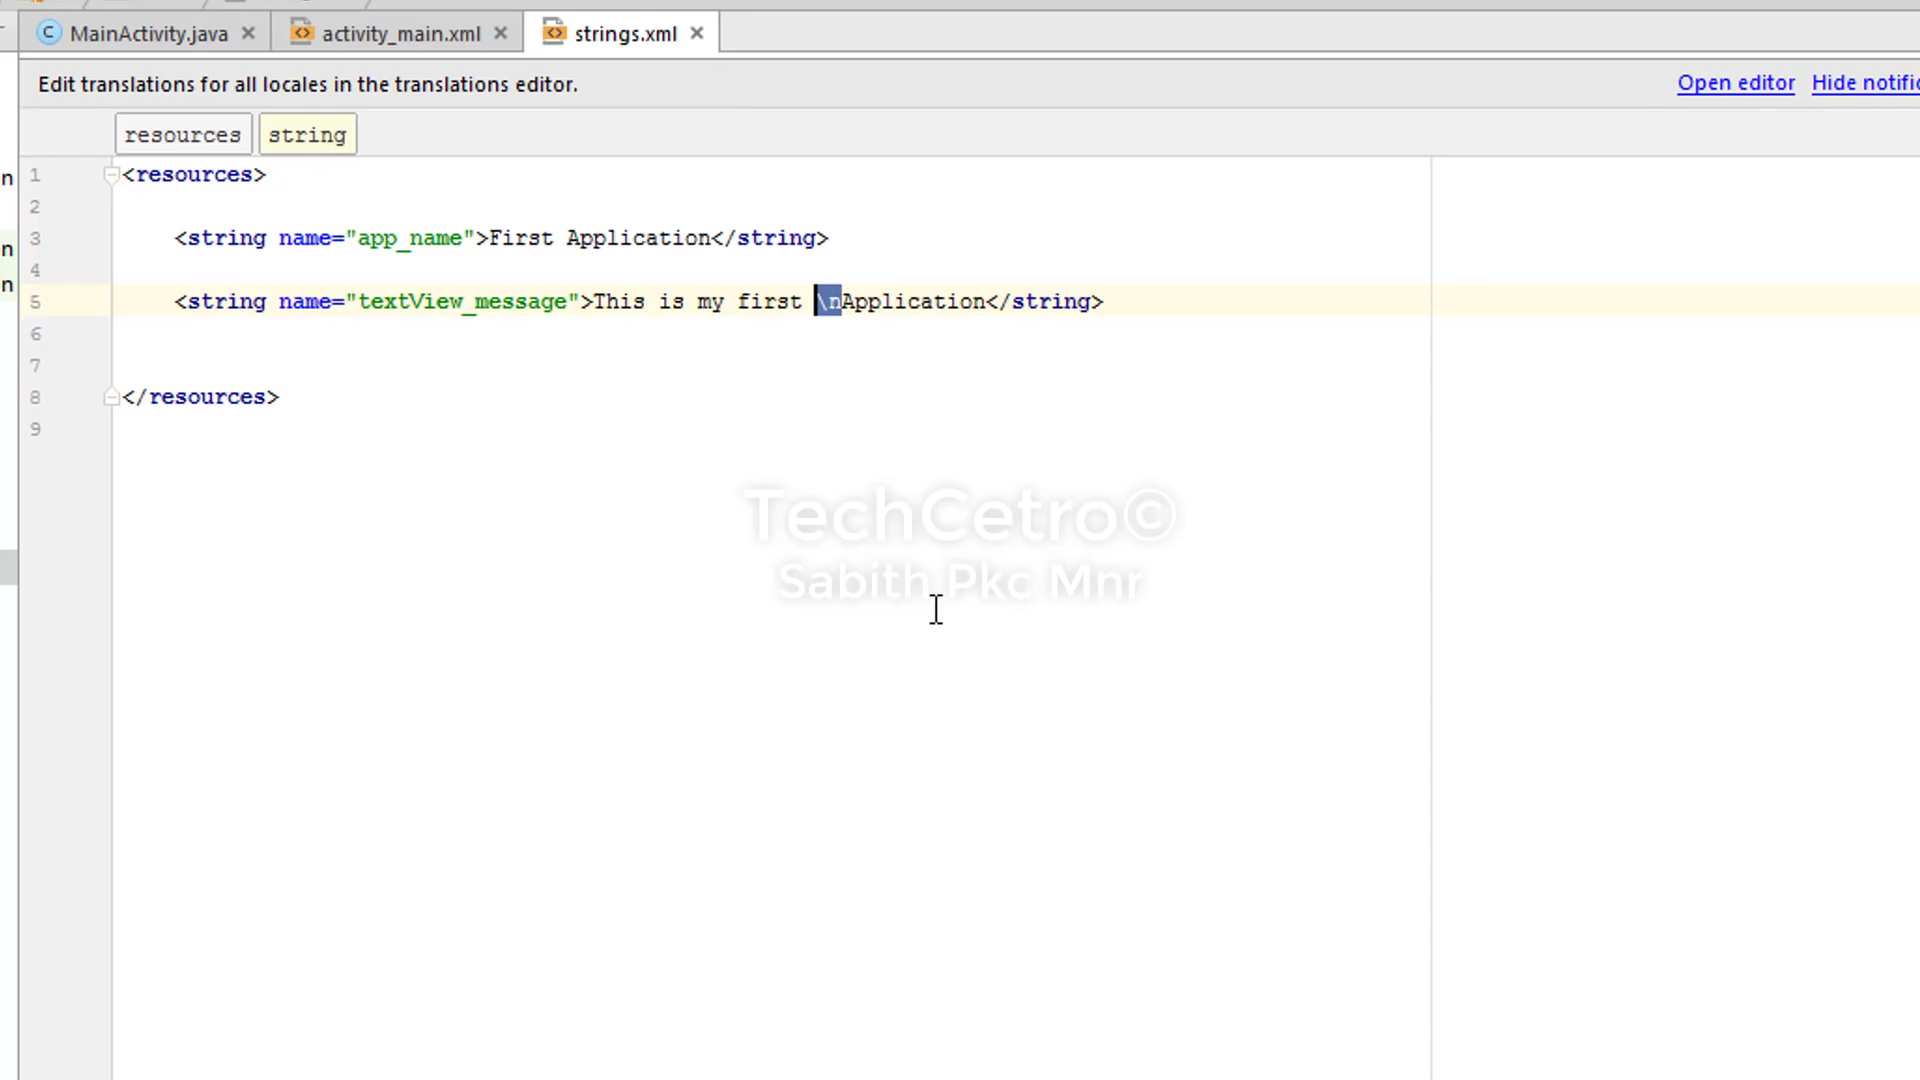 MainActivity.java
activity_main.xml
strings.xml
Edit translations for all locales in the translations editor.
Open editor
Hide notific
resources
string
1 <resources>
2
n
3 <string name="app_name">First Application</string>
n
4
n
5 <string name="textView_message">This is my first \nApplication</string>
6
7
8 </resources>
9
TechCetro©
Sabith Pkc Mnr